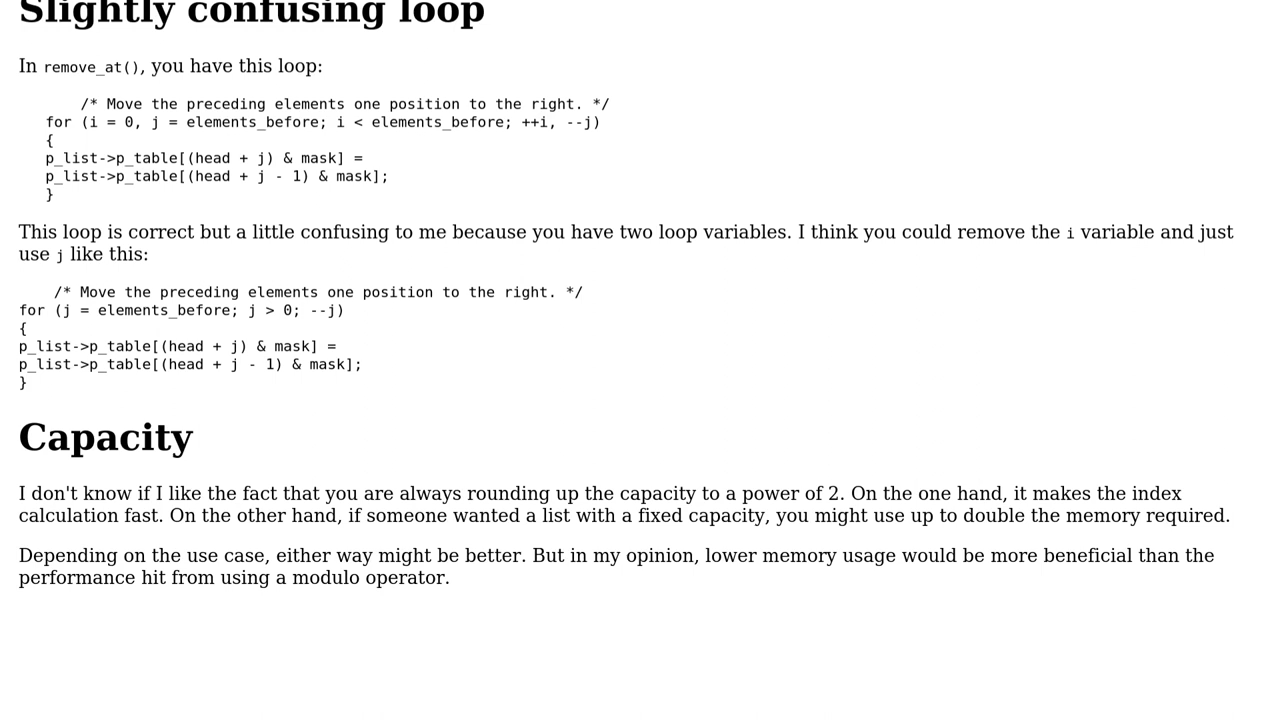 Slightly confusing loop
In remove_at(), you have this loop:
/* Move the preceding elements one position to the right. */
for (i = 0, j = elements_before; i < elements_before; ++i, --j)
{
p_list->p_table[(head + j) & mask] =
p_list->p_table[(head + j - 1) & mask];
}
This loop is correct but a little confusing to me because you have two loop variables. I think you could remove the i variable and just
use j like this:
/* Move the preceding elements one position to the right. */
for (j = elements_before; j > 0; --j)
{
p_list->p_table[(head + j) & mask] =
p_list->p_table[(head + j - 1) & mask];
}
Capacity
I don't know if I like the fact that you are always rounding up the capacity to a power of 2. On the one hand, it makes the index
calculation fast. On the other hand, if someone wanted a list with a fixed capacity, you might use up to double the memory required.
Depending on the use case, either way might be better. But in my opinion, lower memory usage would be more beneficial than the
performance hit from using a modulo operator.